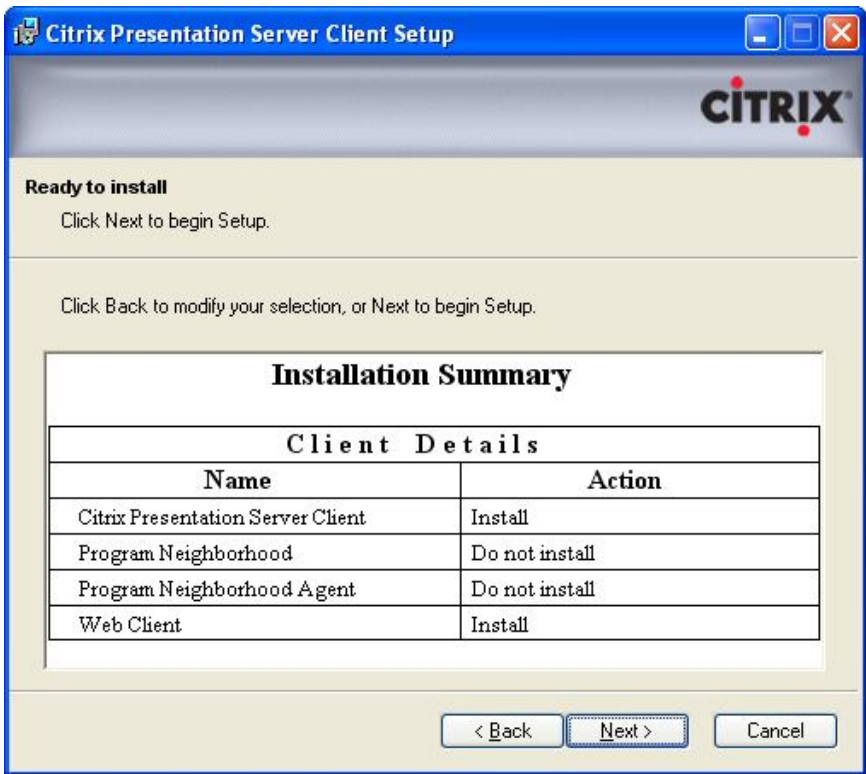 Citrix Presentation Server Client Setup
CITRIX
Ready to install
Click Next to begin Setup.
Click Back to modify your selection, or Next to begin Setup.
Installation Summary
Client Details
Name Action
Citrix Presentation Server Client Install
Program Neighborhood Do not install
Program Neighborhood Agent Do not install
Web Client Install
< Back Next > Cancel